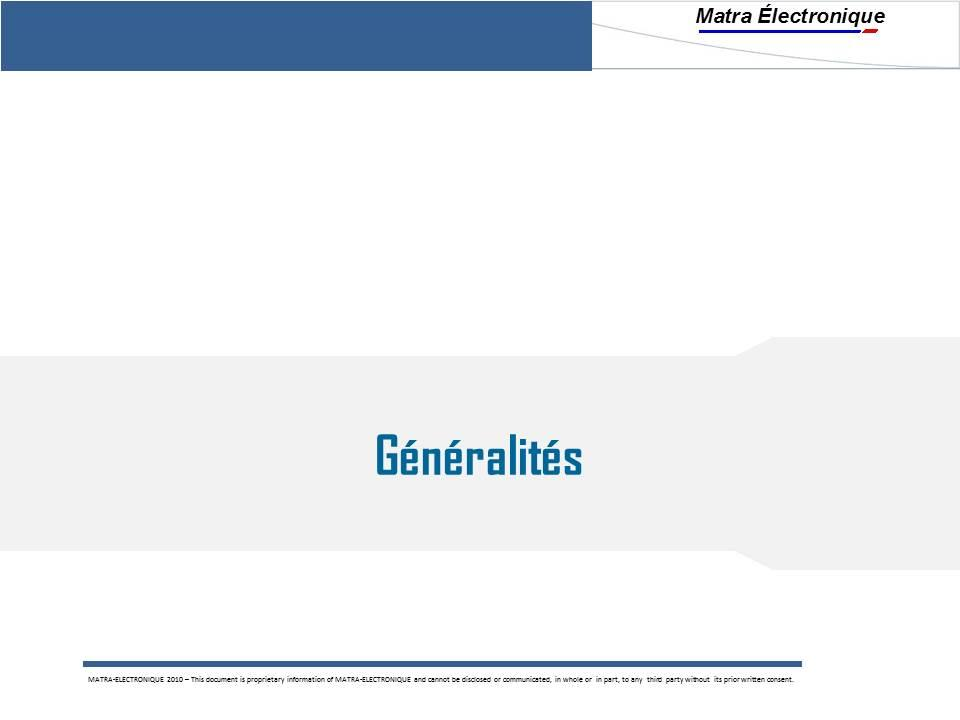 Matra Électronique
Généralités
MATRA-ELECTRONIQUE 2010 – This document is proprietary information of MATRA-ELECTRONIQUE and cannot be disclosed or communicated, in whole or in part, to any third party without its prior written consent.